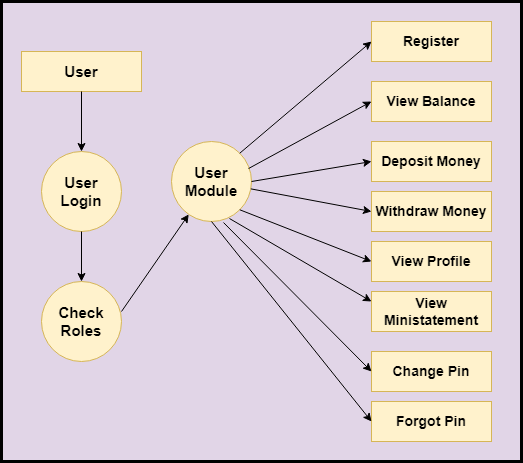 User
User
Login
Check
Roles
User
Module
Register
View Balance
Deposit Money
Withdraw Money
View Profile
View
Ministatement
Change Pin
Forgot Pin